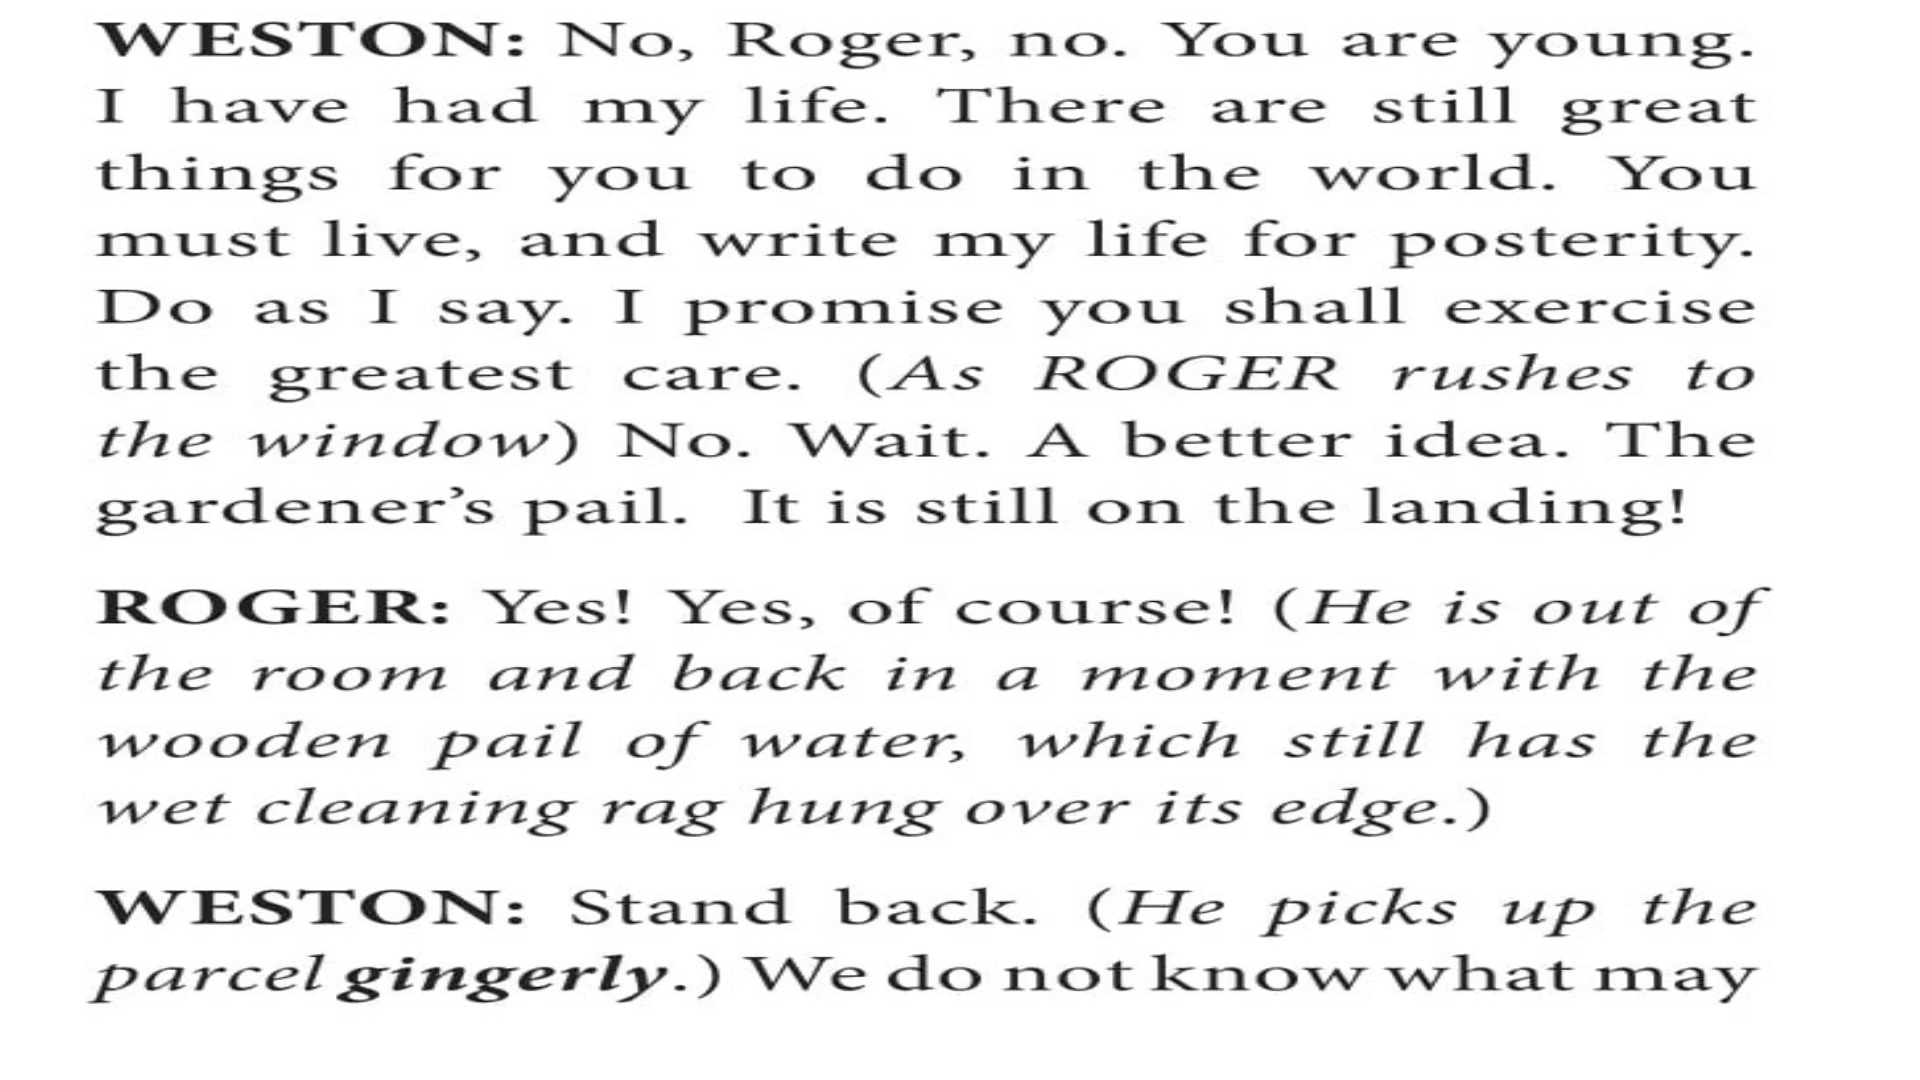 WESTON: No, Roger, no. You are young.
I have had my life. There are still great
things for you to do in the world. You
must live, and write my life for posterity.
Do as I say. I promise you shall exercise
the greatest care. (As ROGER rushes to
the window) No. Wait. A better idea. The
gardener’s pail. It is still on the landing!
ROGER: Yes! Yes, of course! (He is out of
the room and back in a moment with the
wooden pail of water, which still has the
wet cleaning rag hung over its edge.)
WESTON: Stand back. (He picks up the
parcel gingerly.) We do not know what may